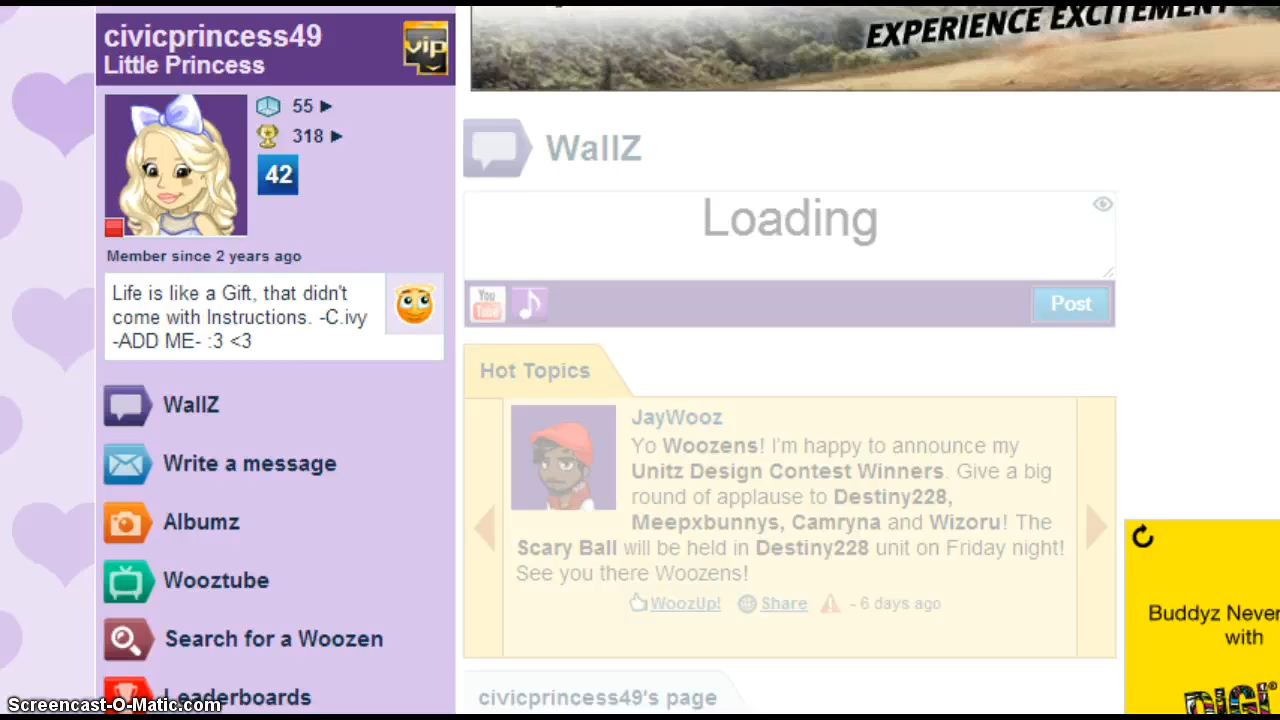 civicprincess49
Little Princess
vip
EXPERIENCE EXCITEMENT
55
318
42
Member since 2 years ago
Life is like a Gift, that didn't
come with Instructions. -C.ivy
-ADD ME- :3 <3
WallZ
Write a message
Albumz
Wooztube
Search for a Woozen
Leaderboards
WallZ
Loading
You
Tube
Post
Hot Topics
JayWooz
Yo Woozens! I'm happy to announce my
Unitz Design Contest Winners. Give a big
round of applause to Destiny228,
Meepxbunnys, Camryna and Wizoru! The
Scary Ball will be held in Destiny228 unit on Friday night!
See you there Woozens!
WoozUp! Share - 6 days ago
civicprincess49's page
Buddyz Never
with
DIGI
Screencast-O-Matic.com